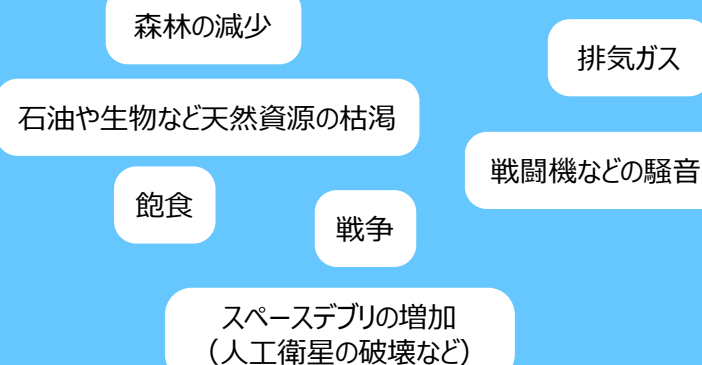 森林の減少
排気ガス
石油や生物など天然資源の枯渇
戦闘機などの騒音
飽食
戦争
スペースデブリの増加
（人工衛星の破壊など）